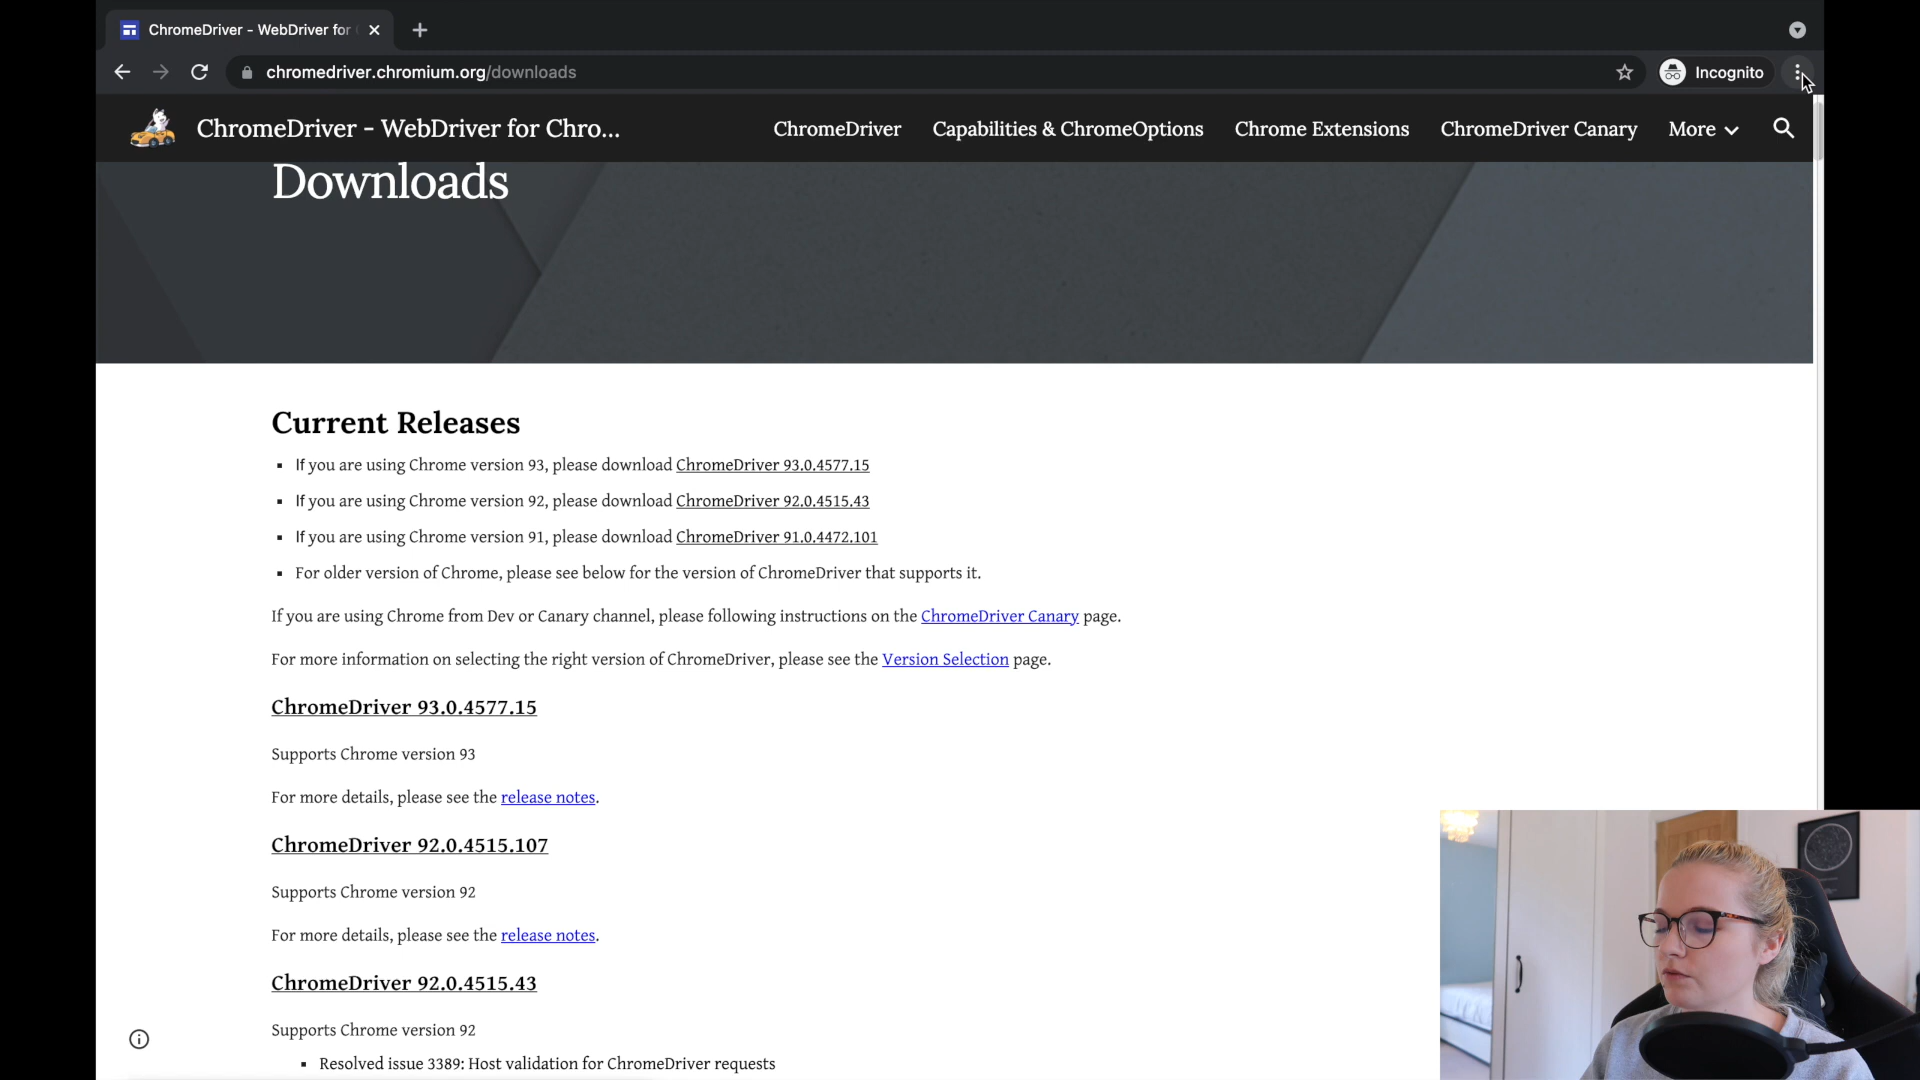 ChromeDriver - WebDriver for
chromedriver.chromium.org/downloads
Incognito
ChromeDriver - WebDriver for Chro...
ChromeDriver
Capabilities & ChromeOptions
Chrome Extensions
ChromeDriver Canary
More
Downloads
Current Releases
If you are using Chrome version 93, please download ChromeDriver 93.0.4577.15
If you are using Chrome version 92, please download ChromeDriver 92.0.4515.43
If you are using Chrome version 91, please download ChromeDriver 91.0.4472.101
For older version of Chrome, please see below for the version of ChromeDriver that supports it.
If you are using Chrome from Dev or Canary channel, please following instructions on the ChromeDriver Canary page.
For more information on selecting the right version of ChromeDriver, please see the Version Selection page.
ChromeDriver 93.0.4577.15
Supports Chrome version 93
For more details, please see the release notes.
ChromeDriver 92.0.4515.107
Supports Chrome version 92
For more details, please see the release notes.
ChromeDriver 92.0.4515.43
Supports Chrome version 92
Resolved issue 3389: Host validation for ChromeDriver requests